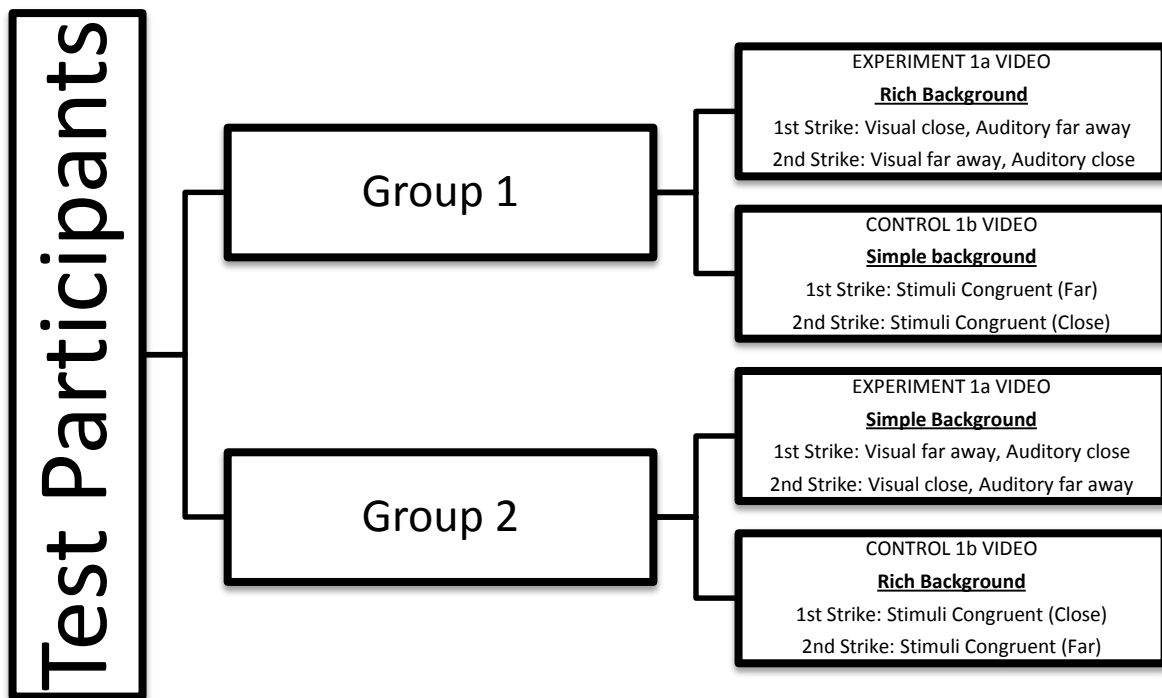 Test Participants
Group 1
EXPERIMENT 1a VIDEO
Rich Background
1st Strike: Visual close, Auditory far away
2nd Strike: Visual far away, Auditory close
CONTROL 1b VIDEO
Simple background
1st Strike: Stimuli Congruent (Far)
2nd Strike: Stimuli Congruent (Close)
Group 2
EXPERIMENT 1a VIDEO
Simple Background
1st Strike: Visual far away, Auditory close
2nd Strike: Visual close, Auditory far away
CONTROL 1b VIDEO
Rich Background
1st Strike: Stimuli Congruent (Close)
2nd Strike: Stimuli Congruent (Far)